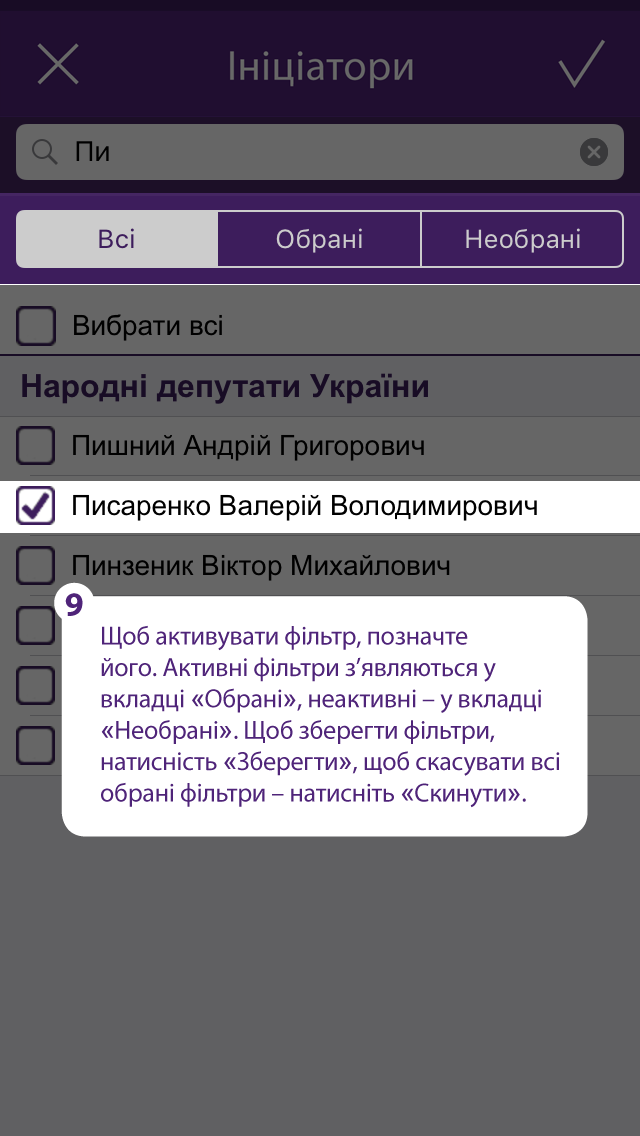 Ініціатори
Пи
Всі
Обрані
Необрані
Вибрати всі
Народні депутати України
Пишний Андрій Григорович
Писаренко Валерій Володимирович
Пинзеник Віктор Михайлович
9
Щоб активувати фільтр, позначте
його. Активні фільтри з’являються у
вкладці «Обрані», неактивні – у вкладці
«Необрані». Щоб зберегти фільтри,
натисність «Зберегти», щоб скасувати всі
обрані фільтри – натисніть «Скинути».